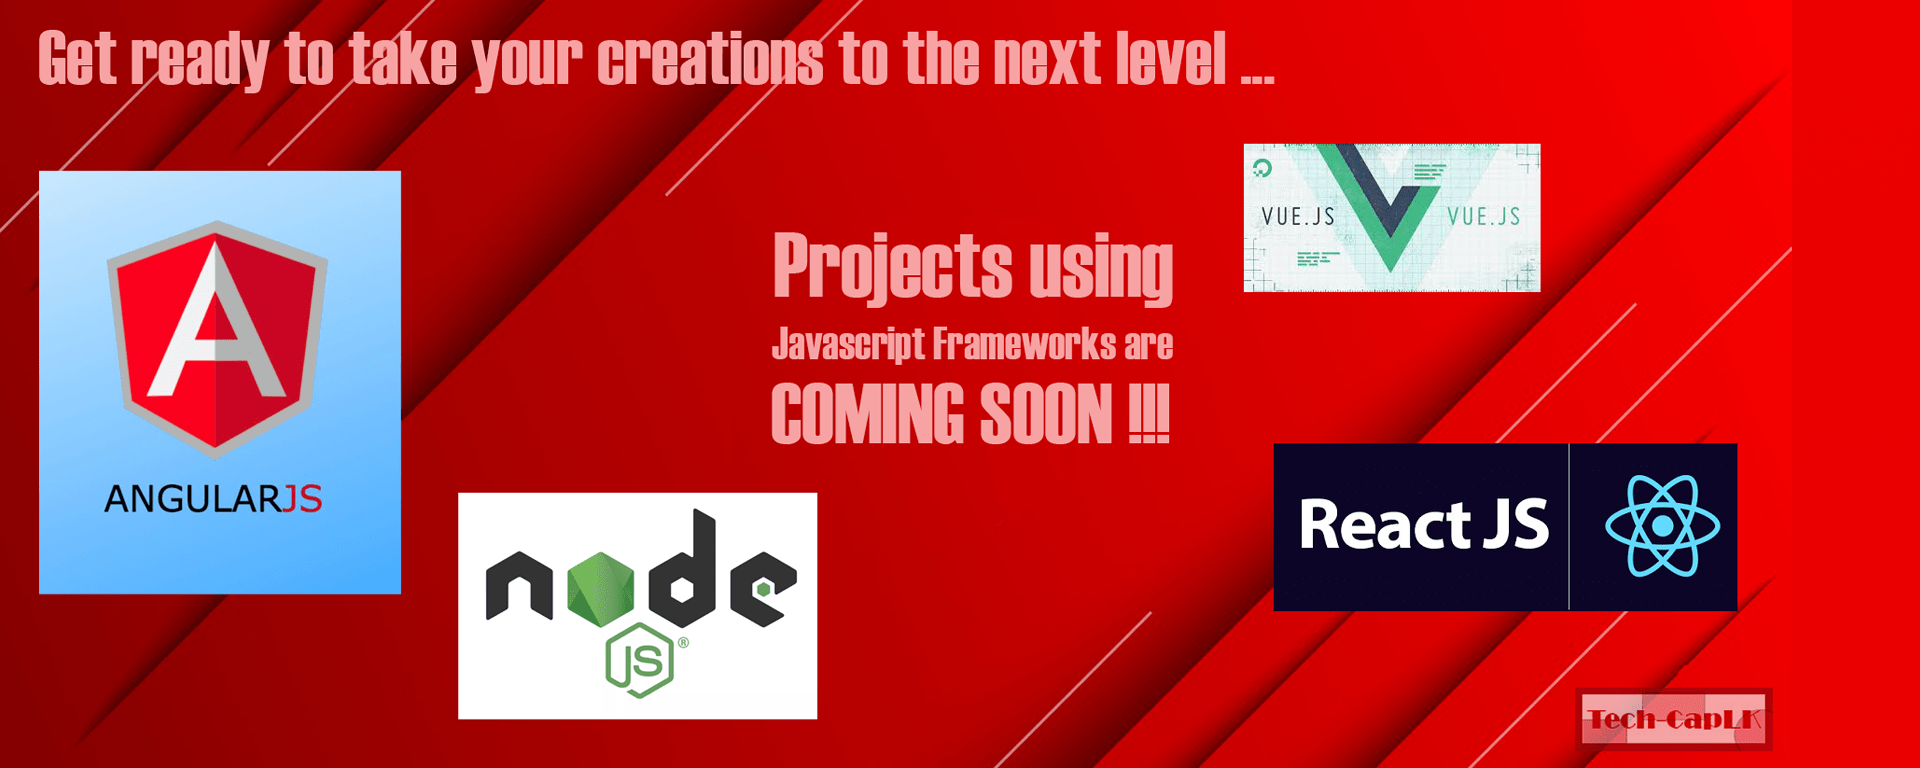 Get ready to take your creations to the next level ...
VUE.JS VUE.JS
Projects using
Javascript Frameworks are
COMING SOON !!!
ANGULARJS
React JS
node
JS®
Tech-CapLK